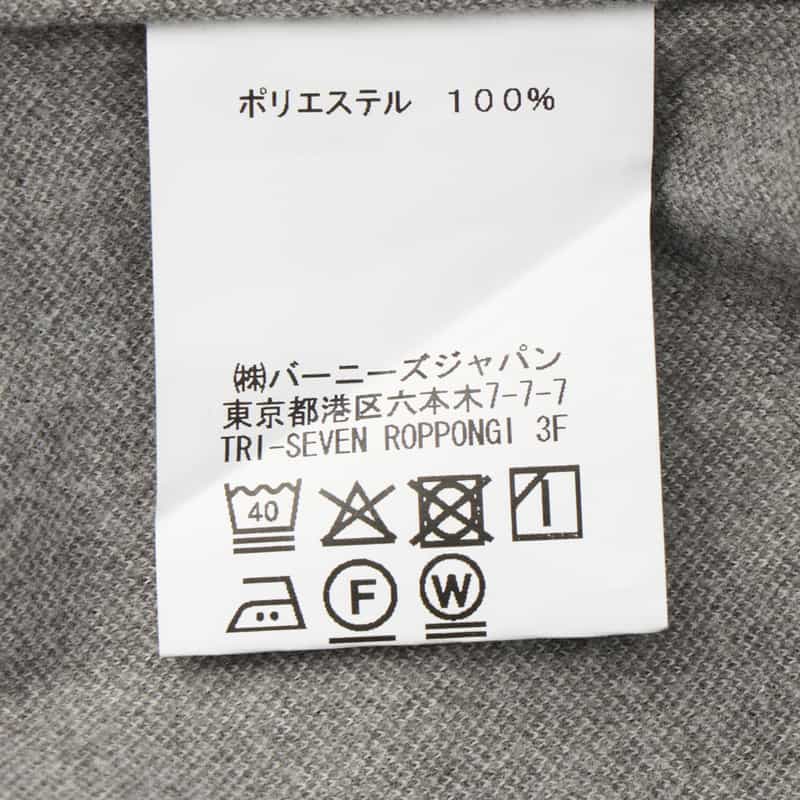 ポリエステル　１００％
㈱バーニーズジャパン
東京都港区六本木7-7-7
TRI-SEVEN ROPPONGI 3F
40
F
W